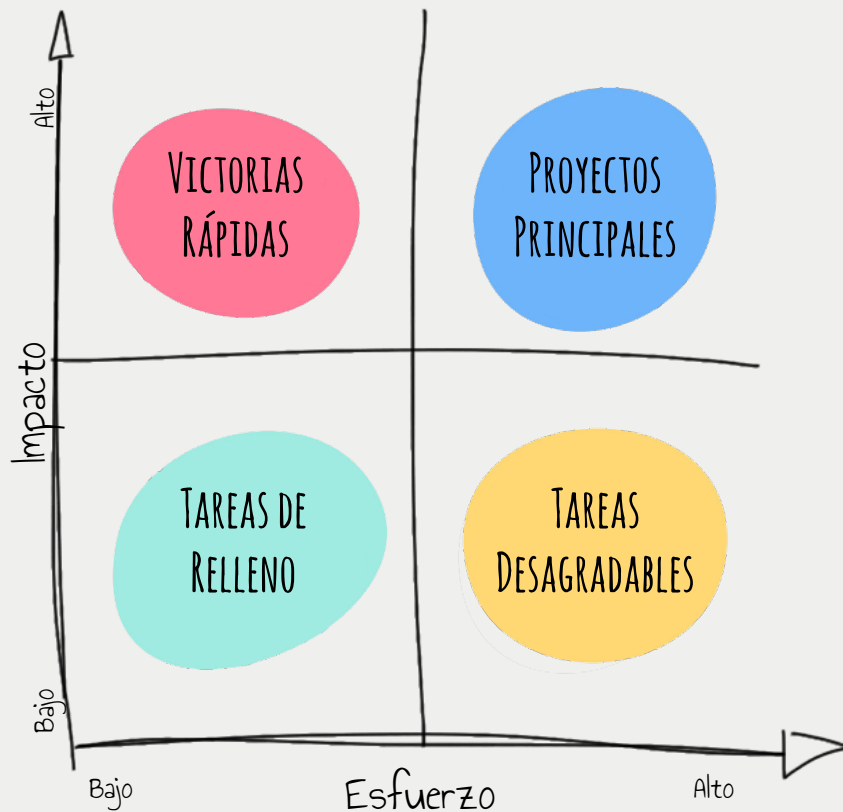 Alto
VICTORIAS
RÁPIDAS
PROYECTOS
PRINCIPALES
Impacto
TAREAS DE
RELLENO
TAREAS
DESAGRADABLES
Bajo
Bajo
Esfuerzo
Alto